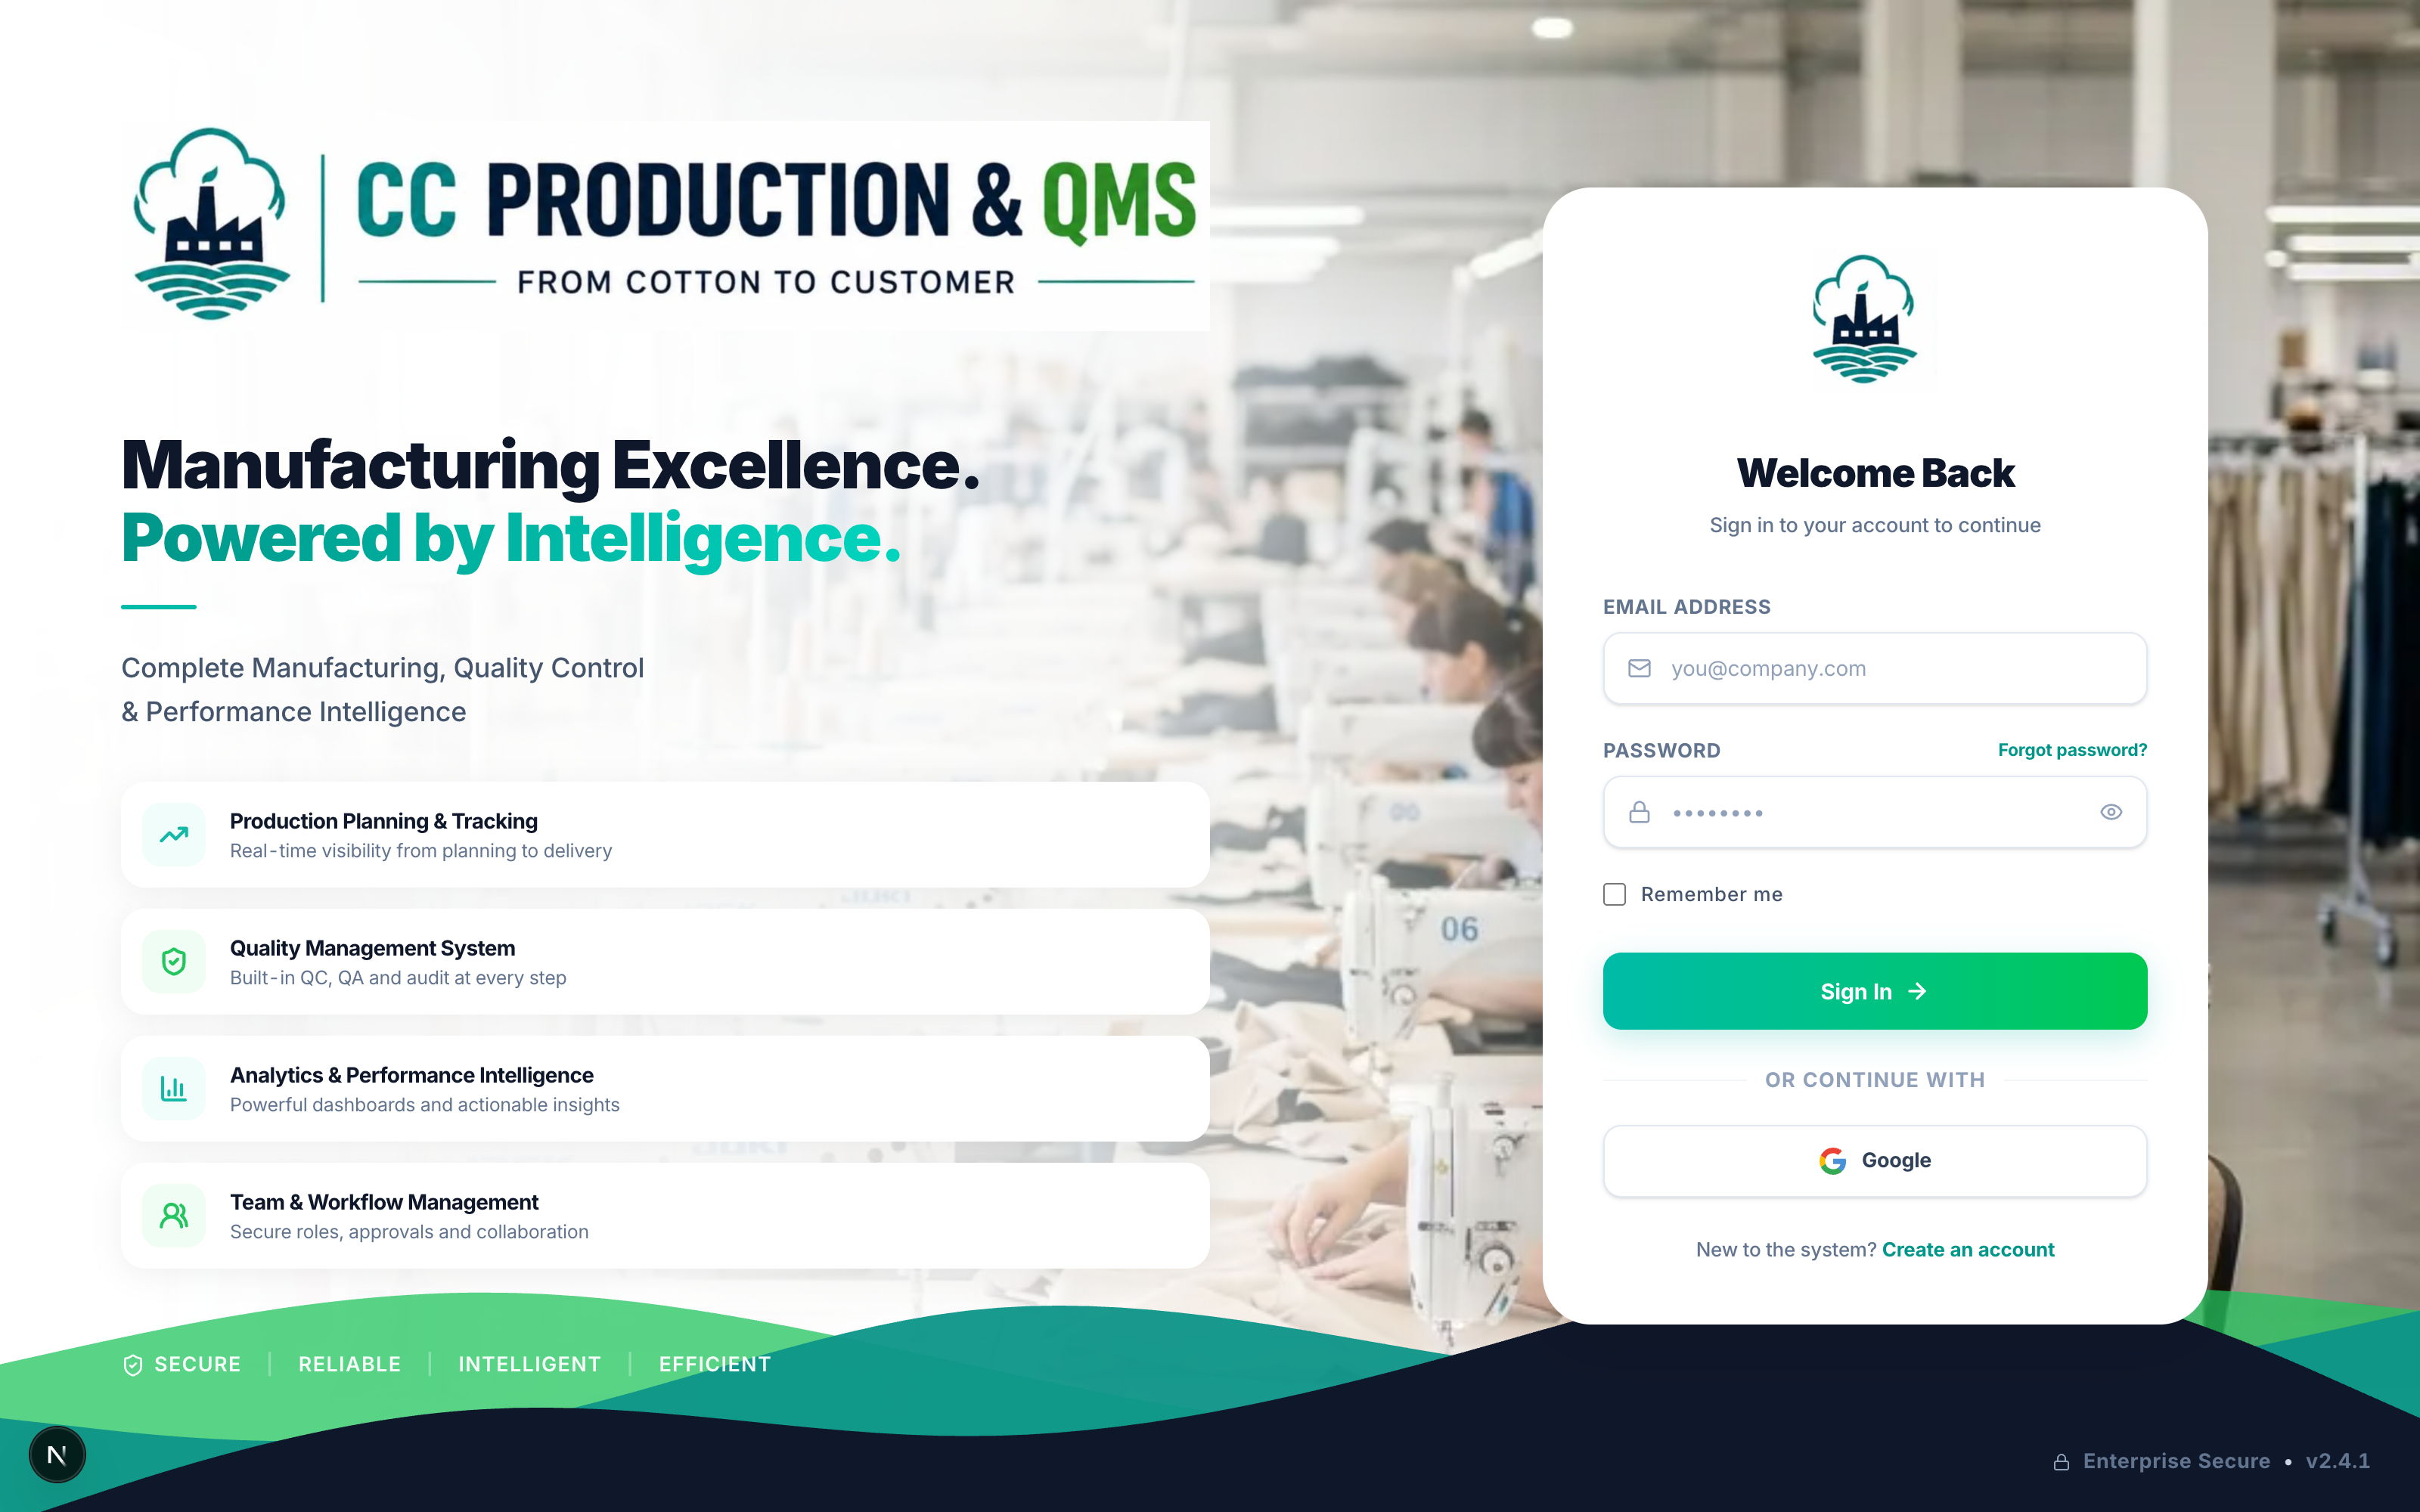 CC PRODUCTION & QMS
FROM COTTON TO CUSTOMER
Manufacturing Excellence.
Powered by Intelligence.
Complete Manufacturing, Quality Control
& Performance Intelligence
Production Planning & Tracking
Real-time visibility from planning to delivery
Quality Management System
Built-in QC, QA and audit at every step
Analytics & Performance Intelligence
Powerful dashboards and actionable insights
Team & Workflow Management
Secure roles, approvals and collaboration
SECURE | RELIABLE | INTELLIGENT | EFFICIENT
N
06
Welcome Back
Sign in to your account to continue
EMAIL ADDRESS
you@company.com
PASSWORD Forgot password?
••••••••
Remember me
Sign In →
OR CONTINUE WITH
Google
New to the system? Create an account
Enterprise Secure • v2.4.1